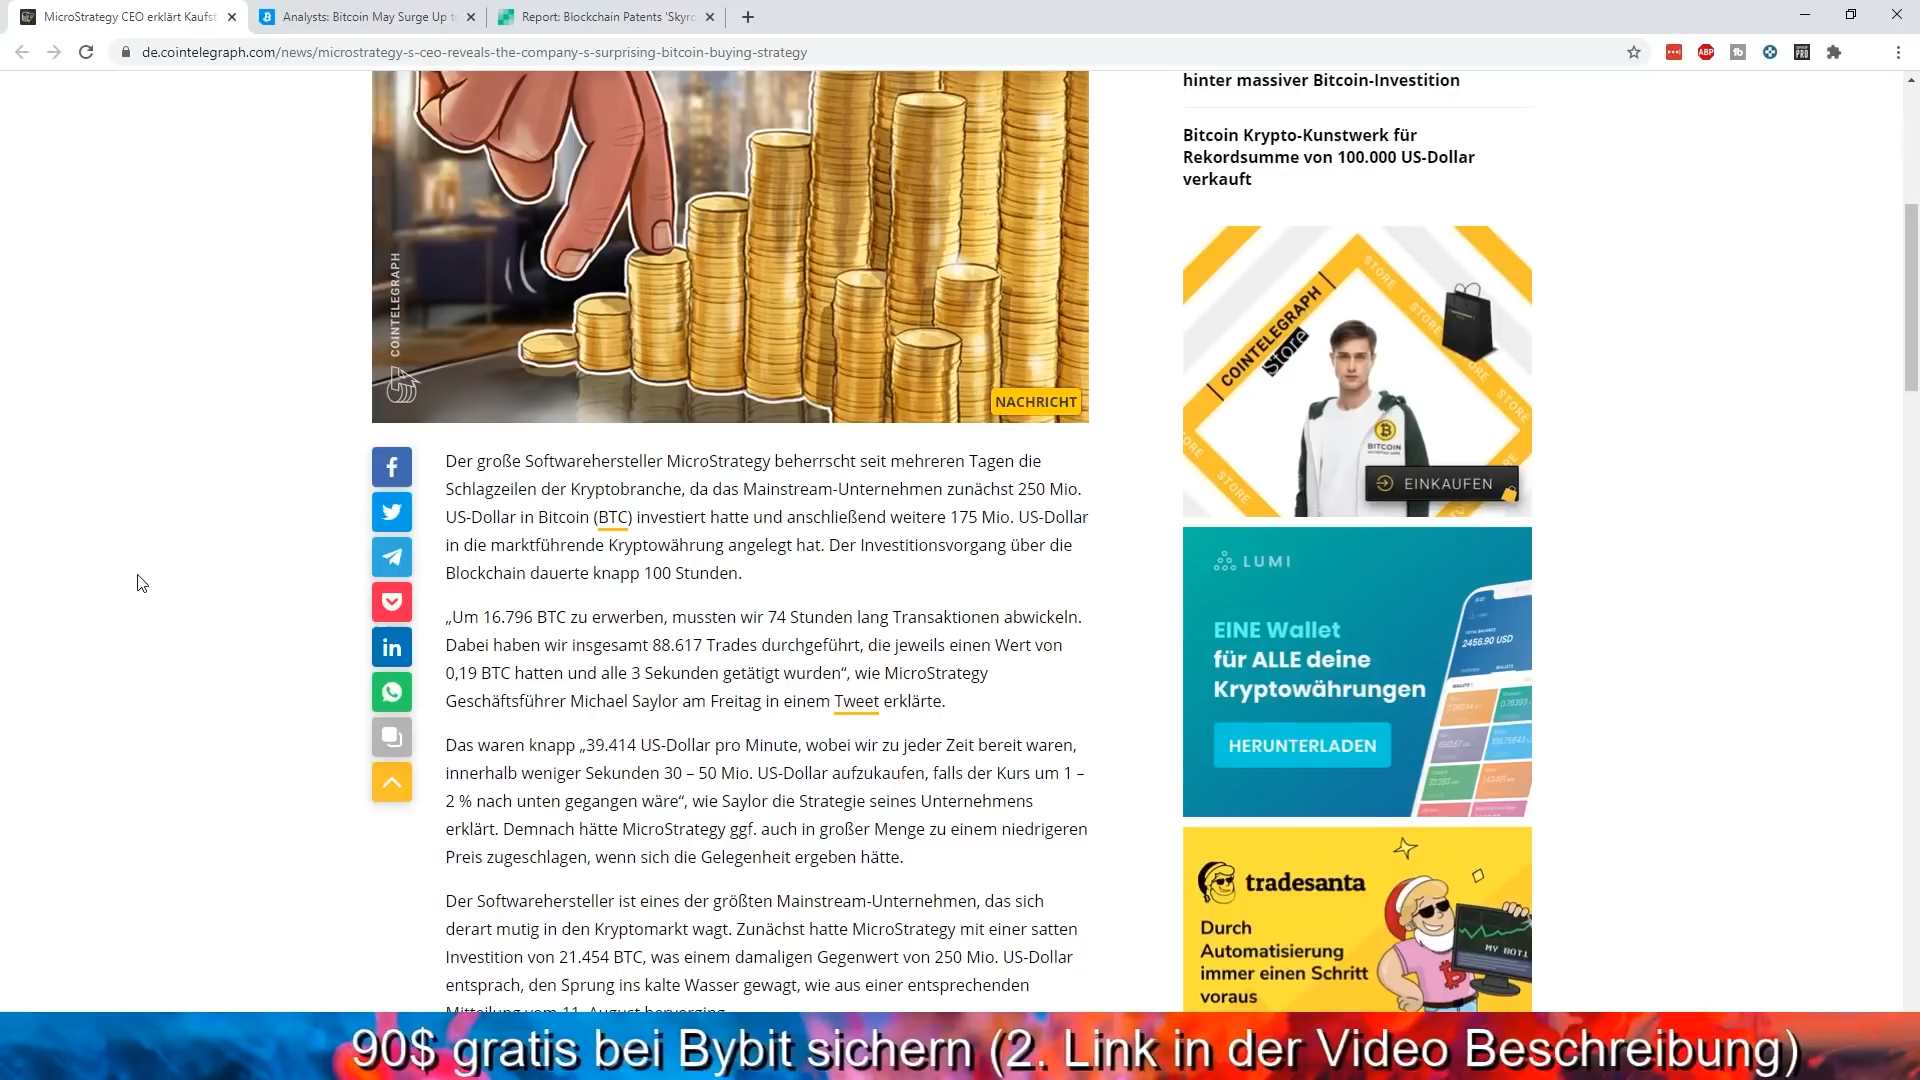 MicroStrategy CEO erklärt Kaufst
Analysts: Bitcoin May Surge Up t
Report: Blockchain Patents 'Skyro
de.cointelegraph.com/news/microstrategy-s-ceo-reveals-the-company-s-surprising-bitcoin-buying-strategy
ABP
PRO
COINTELEGRAPH
NACHRICHT
Der große Softwarehersteller MicroStrategy beherrscht seit mehreren Tagen die
Schlagzeilen der Kryptobranche, da das Mainstream-Unternehmen zunächst 250 Mio.
US-Dollar in Bitcoin (BTC) investiert hatte und anschließend weitere 175 Mio. US-Dollar
in die marktführende Kryptowährung angelegt hat. Der Investitionsvorgang über die
Blockchain dauerte knapp 100 Stunden.
„Um 16.796 BTC zu erwerben, mussten wir 74 Stunden lang Transaktionen abwickeln.
Dabei haben wir insgesamt 88.617 Trades durchgeführt, die jeweils einen Wert von
0,19 BTC hatten und alle 3 Sekunden getätigt wurden“, wie MicroStrategy
Geschäftsführer Michael Saylor am Freitag in einem Tweet erklärte.
Das waren knapp „39.414 US-Dollar pro Minute, wobei wir zu jeder Zeit bereit waren,
innerhalb weniger Sekunden 30 – 50 Mio. US-Dollar aufzukaufen, falls der Kurs um 1 –
2 % nach unten gegangen wäre“, wie Saylor die Strategie seines Unternehmens
erklärt. Demnach hätte MicroStrategy ggf. auch in großer Menge zu einem niedrigeren
Preis zugeschlagen, wenn sich die Gelegenheit ergeben hätte.
Der Softwarehersteller ist eines der größten Mainstream-Unternehmen, das sich
derart mutig in den Kryptomarkt wagt. Zunächst hatte MicroStrategy mit einer satten
Investition von 21.454 BTC, was einem damaligen Gegenwert von 250 Mio. US-Dollar
entsprach, den Sprung ins kalte Wasser gewagt, wie aus einer entsprechenden
Mitteilung vom 11. August hervorging
hinter massiver Bitcoin-Investition
Bitcoin Krypto-Kunstwerk für
Rekordsumme von 100.000 US-Dollar
verkauft
COINTELEGRAPH
Store
STORE
STORE
STORE
STORE
STORE
BITCOIN
EINKAUFEN
LUMI
EINE Wallet
für ALLE deine
Kryptowährungen
HERUNTERLADEN
2456.90 USD
tradesanta
Durch
Automatisierung
immer einen Schritt
voraus
MY BOT1
90$ gratis bei Bybit sichern (2. Link in der Video Beschreibung)